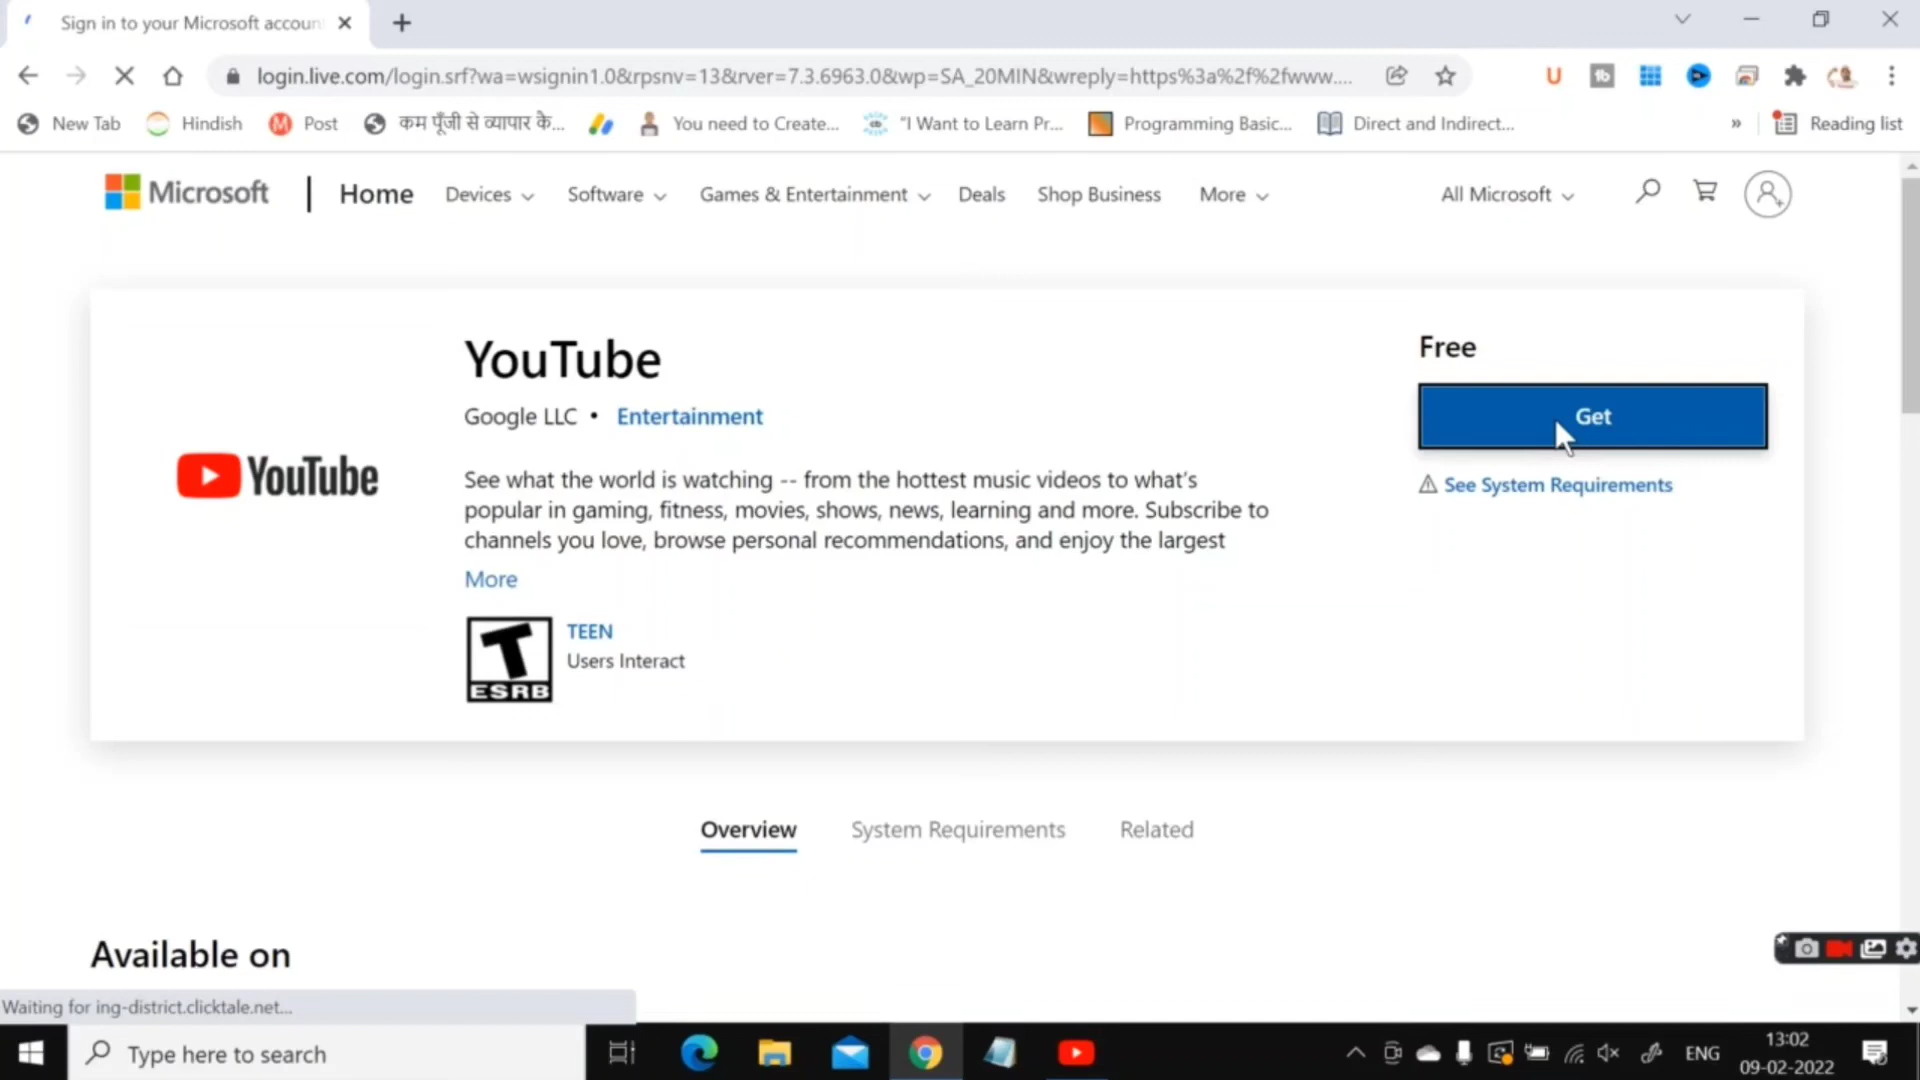 Sign in to your Microsoft accoun
login.live.com/login.srf?wa=wsignin1.0&rpsnv=13&rver=7.3.6963.0&wp=SA_20MIN&wreply=https%3a%2f%2fwww....
New Tab
Hindish
Post
कम पूँजी से व्यापार के...
You need to Create...
"I Want to Learn Pr...
Programming Basic...
Direct and Indirect...
»
Reading list
Microsoft
Home
Devices
Software
Games & Entertainment
Deals
Shop Business
More
All Microsoft
YouTube
Free
Google LLC • Entertainment
Get
YouTube
See what the world is watching -- from the hottest music videos to what's
popular in gaming, fitness, movies, shows, news, learning and more. Subscribe to
channels you love, browse personal recommendations, and enjoy the largest
See System Requirements
More
T
ESRB
TEEN
Users Interact
Overview
System Requirements
Related
Available on
Waiting for ing-district.clicktale.net...
Type here to search
ENG
13:02
09-02-2022